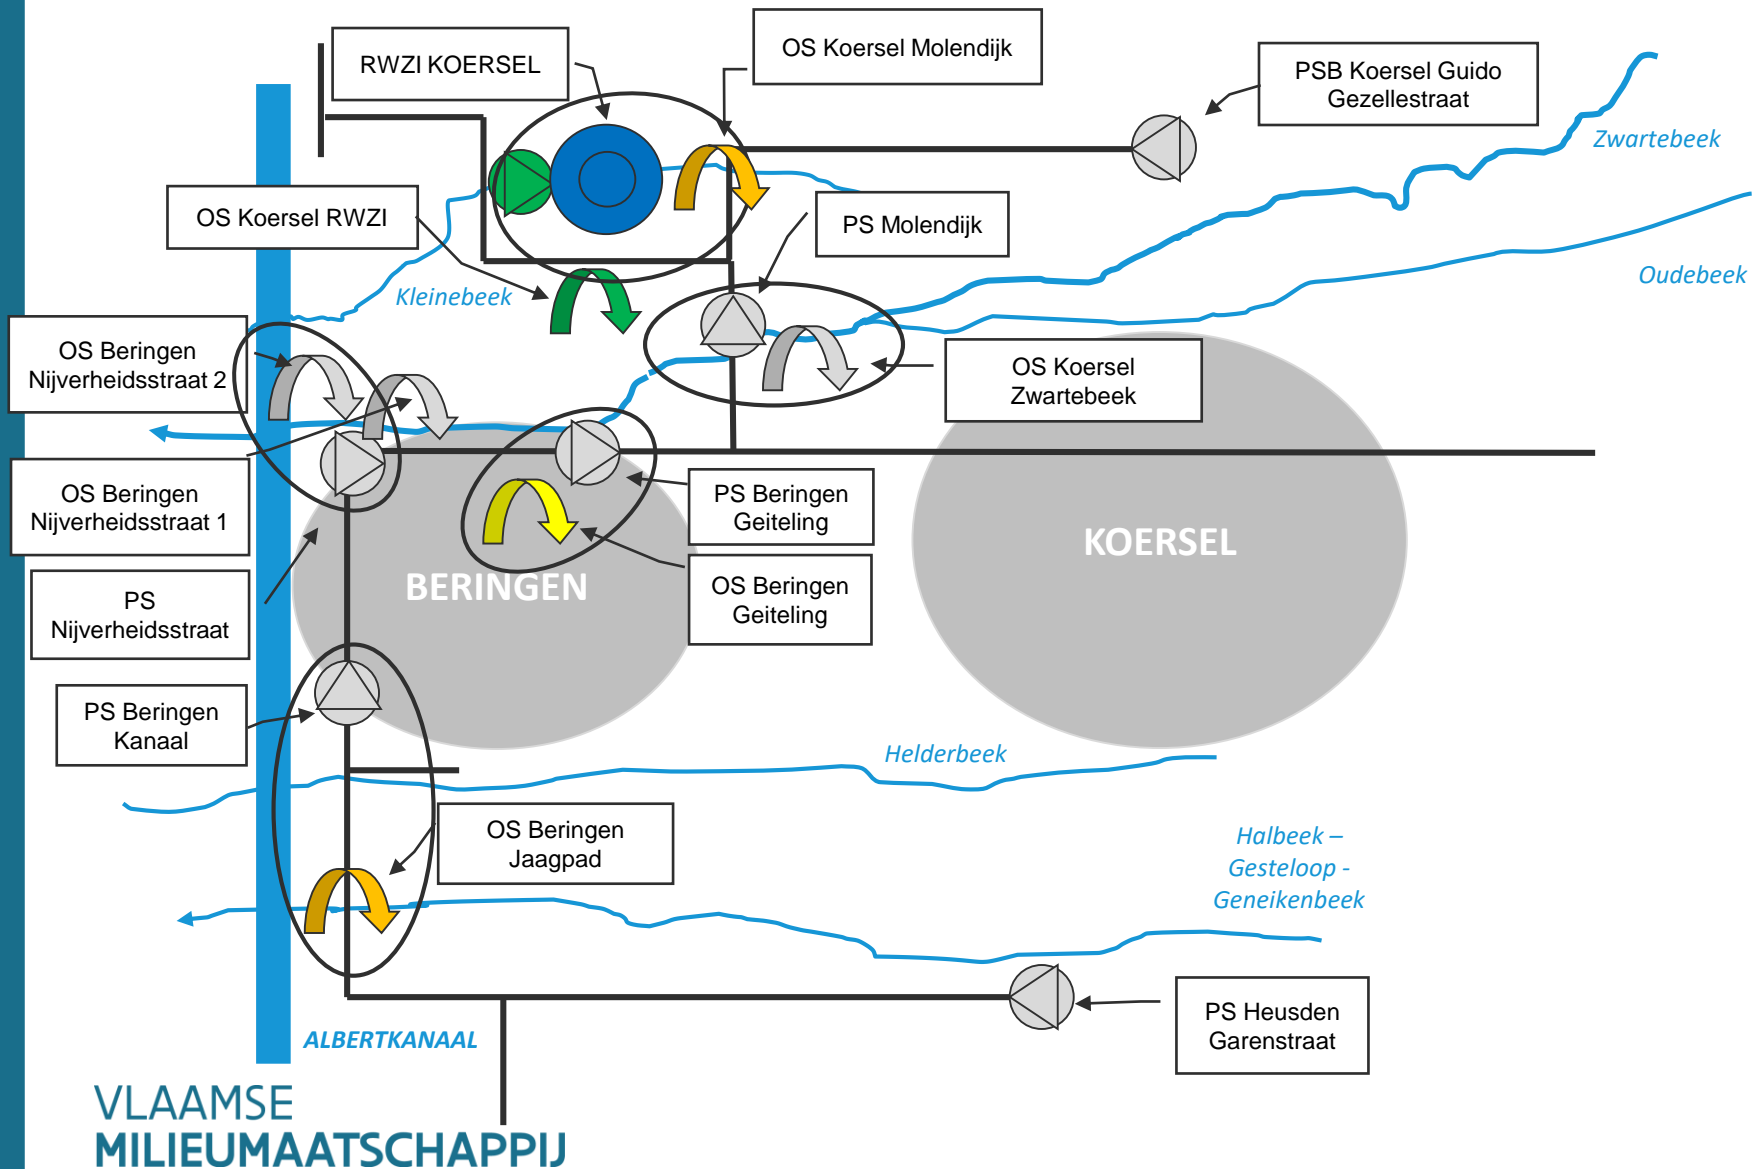 OS Koersel Molendijk
RWZI KOERSEL
PSB Koersel Guido
Gezellestraat
Zwartebeek
OS Koersel RWZI
PS Molendijk
Oudebeek
Kleinebeek
OS Beringen
Nijverheidsstraat 2
OS Koersel
Zwartebeek
OS Beringen
Nijverheidsstraat 1
PS Beringen
Geiteling
KOERSEL
BERINGEN
OS Beringen
Geiteling
PS
Nijverheidsstraat
PS Beringen
Kanaal
Helderbeek
OS Beringen
Jaagpad
Halbeek –
Gesteloop -
Geneikenbeek
PS Heusden
Garenstraat
ALBERTKANAAL
VLAAMSE
MILIEUMAATSCHAPPIJ